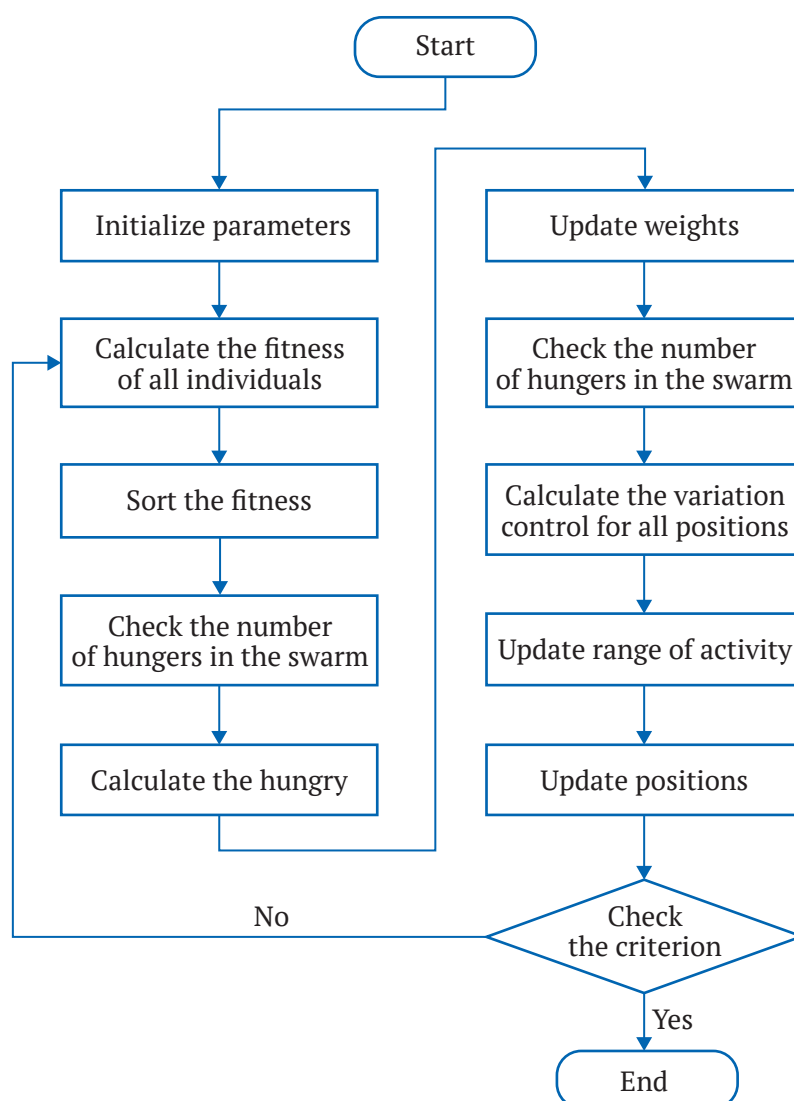 Start
Initialize parameters
Calculate the fitness
of all individuals
Sort the fitness
Check the number
of hungers in the swarm
Calculate the hungry
Update weights
Check the number
of hungers in the swarm
Calculate the variation
control for all positions
Update range of activity
Update positions
Check
the criterion
No
Yes
End